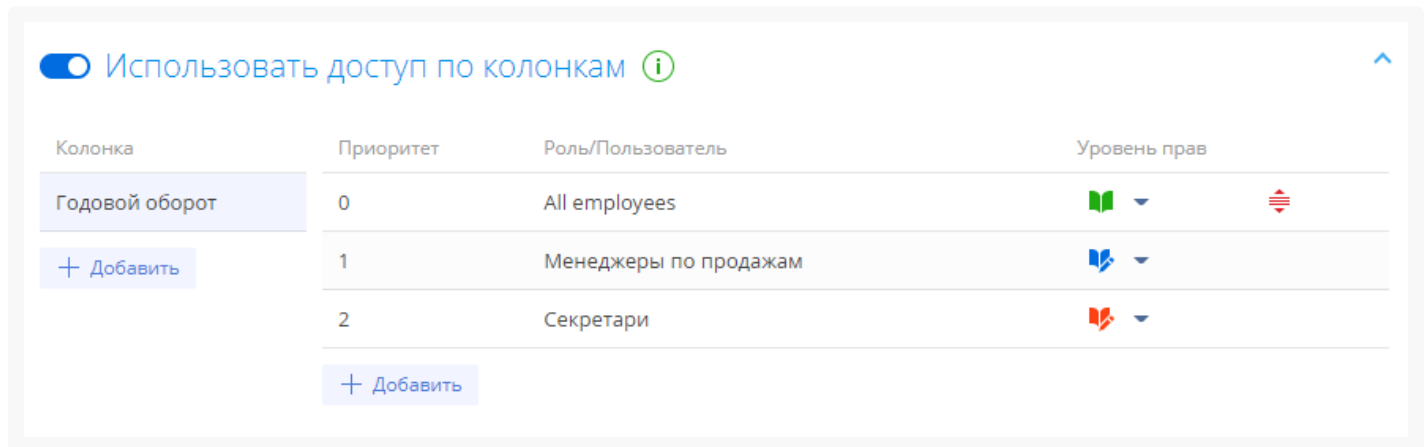 Использовать доступ по колонкам i
Колонка Приоритет Роль/Пользователь Уровень прав
Годовой оборот 0 All employees
+ Добавить 1 Менеджеры по продажам
2 Секретари
+ Добавить